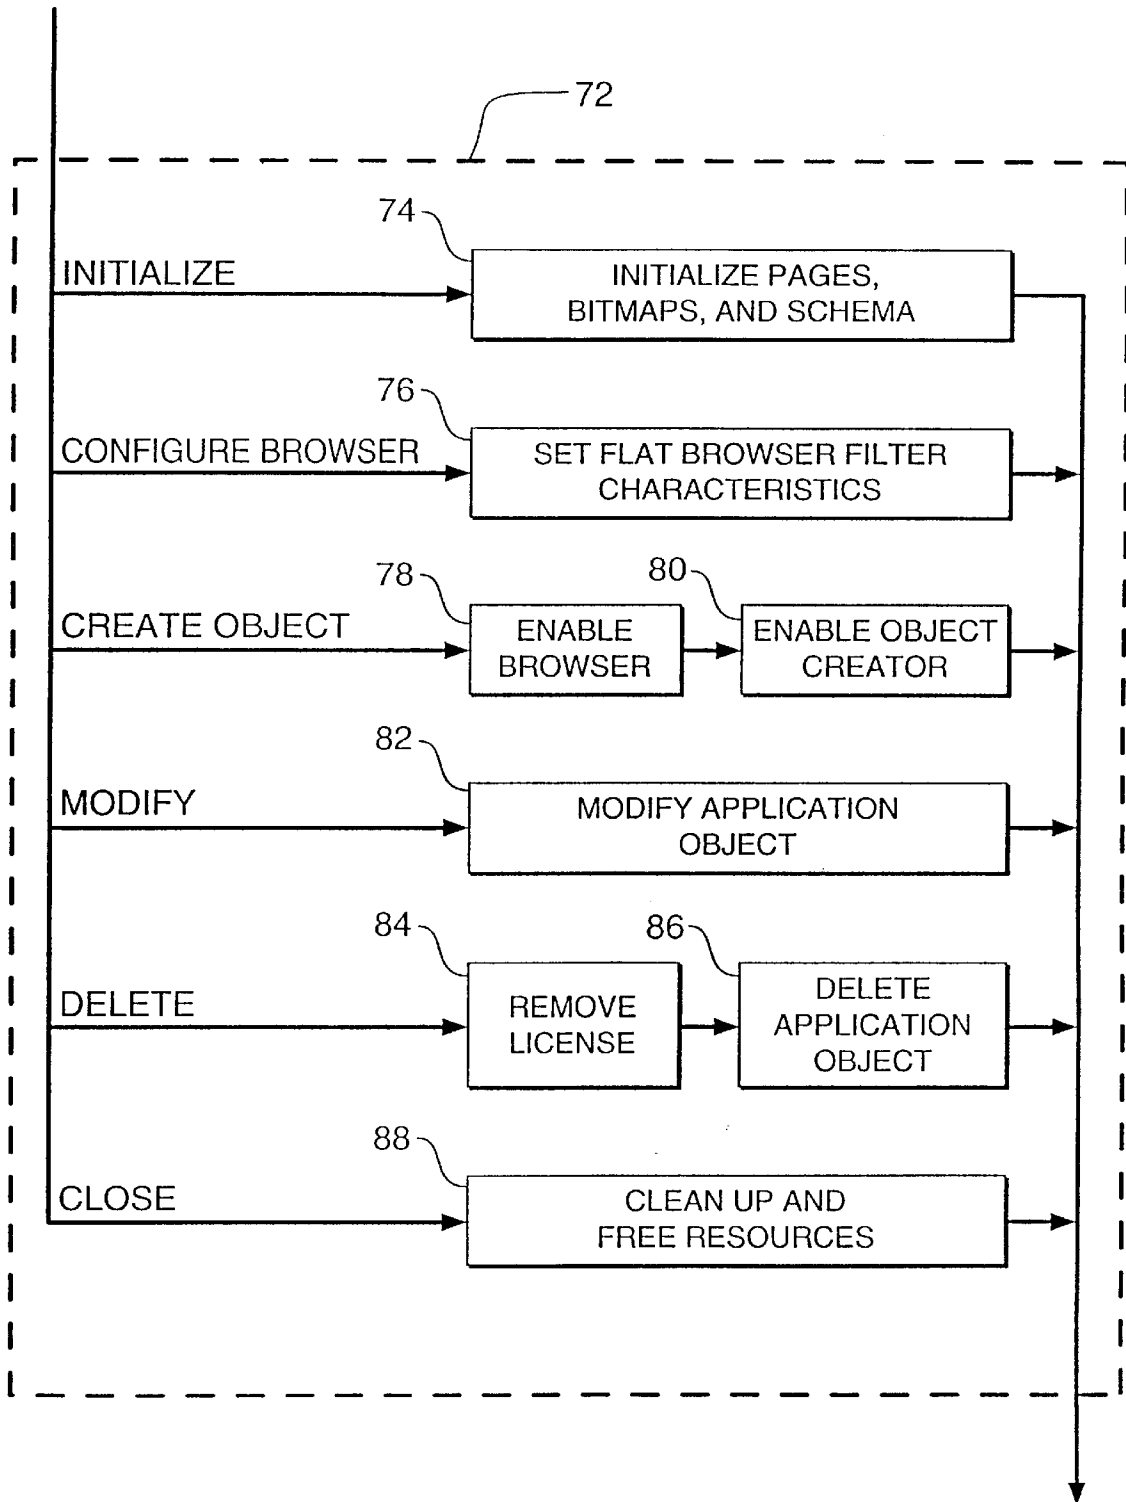 72
74
INITIALIZE
INITIALIZE PAGES,
BITMAPS, AND SCHEMA
76
CONFIGURE BROWSER
SET FLAT BROWSER FILTER
CHARACTERISTICS
78
80
CREATE OBJECT
ENABLE
BROWSER
ENABLE OBJECT
CREATOR
82
MODIFY
MODIFY APPLICATION
OBJECT
84
86
DELETE
REMOVE
LICENSE
DELETE
APPLICATION
OBJECT
88
CLOSE
CLEAN UP AND
FREE RESOURCES